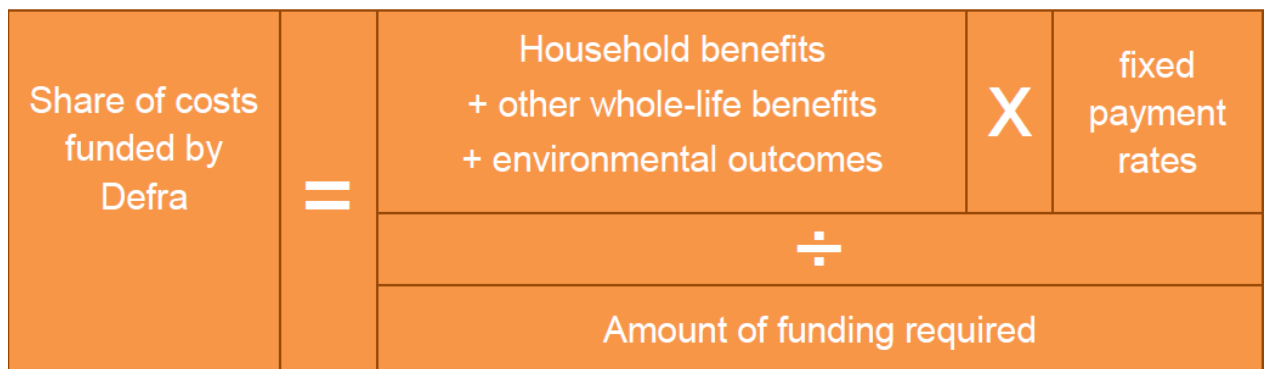 Share of costs
funded by
Defra
=
Household benefits
+ other whole-life benefits
+ environmental outcomes
X
fixed
payment
rates
÷
Amount of funding required